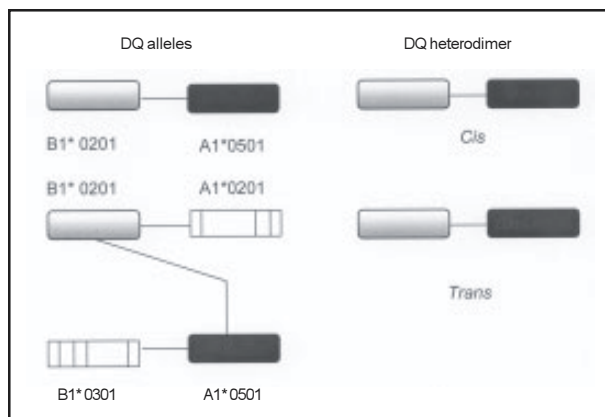 DQ alleles DQ heterodimer
B1* 0201 A1*0501
Cis
B1* 0201 A1*0201
Trans
B1* 0301 A1*0501